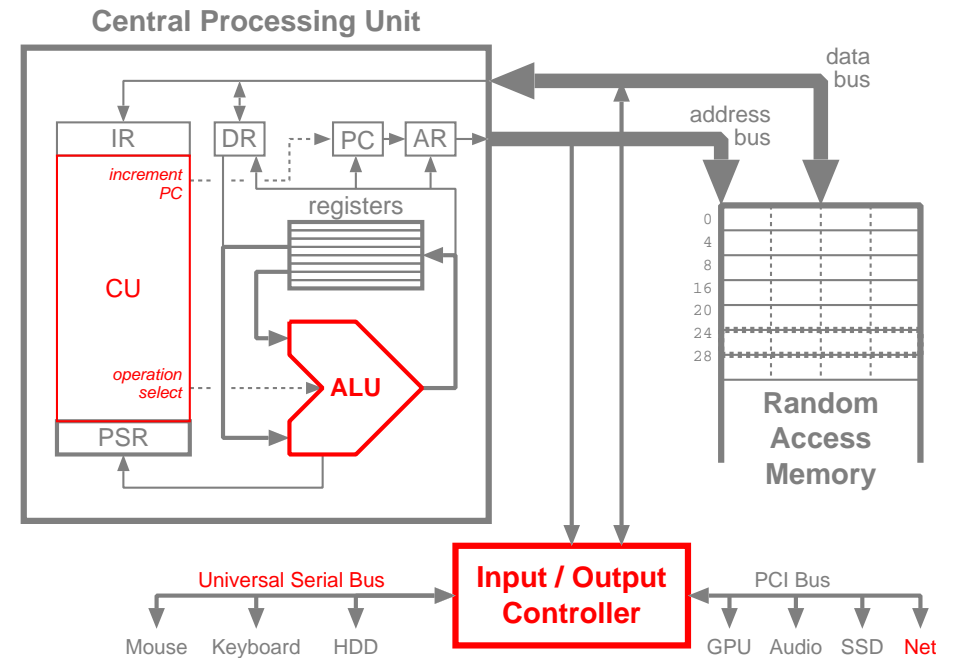 Central Processing Unit
data
bus
address
bus
IR
DR
PC
AR
increment
PC
registers
0
4
8
16
20
24
28
CU
operation
select
ALU
PSR
Random
Access
Memory
Universal Serial Bus
Input / Output
Controller
PCI Bus
Mouse
Keyboard
HDD
GPU
Audio
SSD
Net